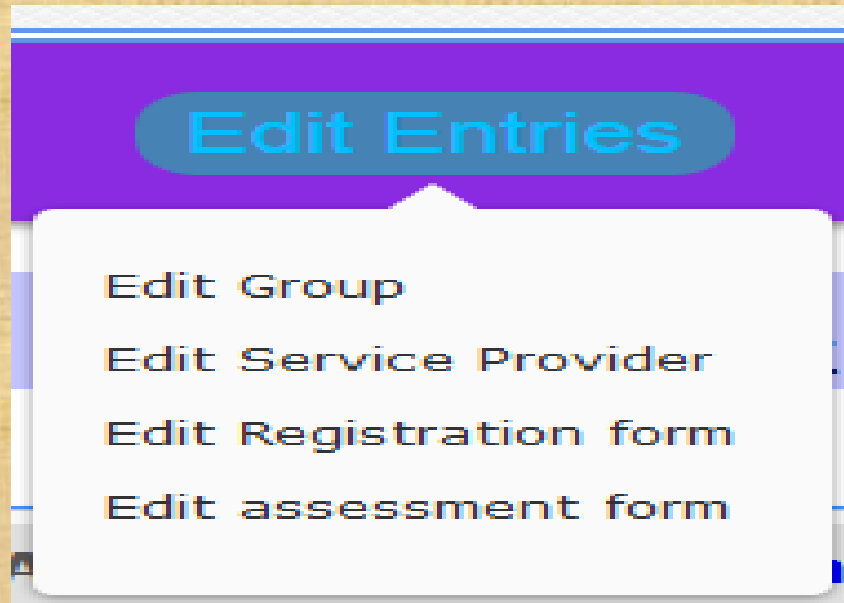 Edit Entries
Edit Group
Edit Service Provider
Edit Registration form
Edit assessment form